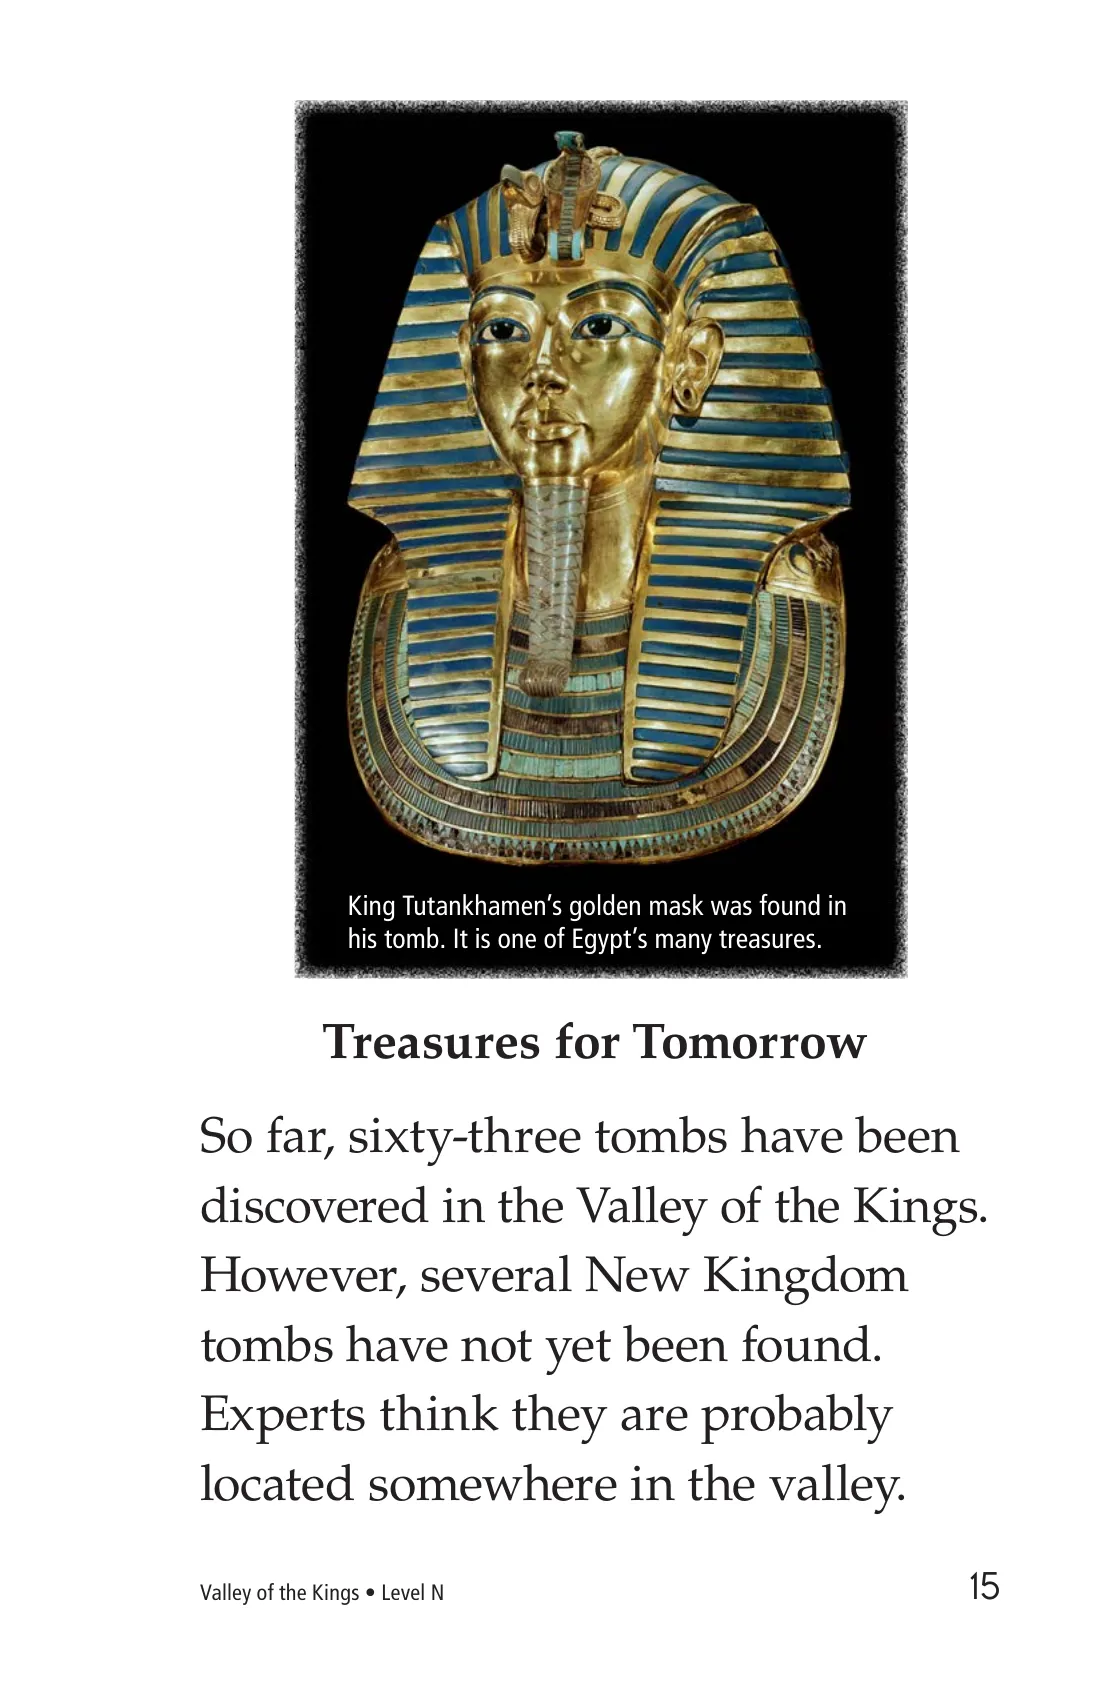 King Tutankhamen’s golden mask was found in
his tomb. It is one of Egypt’s many treasures.
Treasures for Tomorrow
So far, sixty-three tombs have been
discovered in the Valley of the Kings.
However, several New Kingdom
tombs have not yet been found.
Experts think they are probably
located somewhere in the valley.
Valley of the Kings • Level N
15